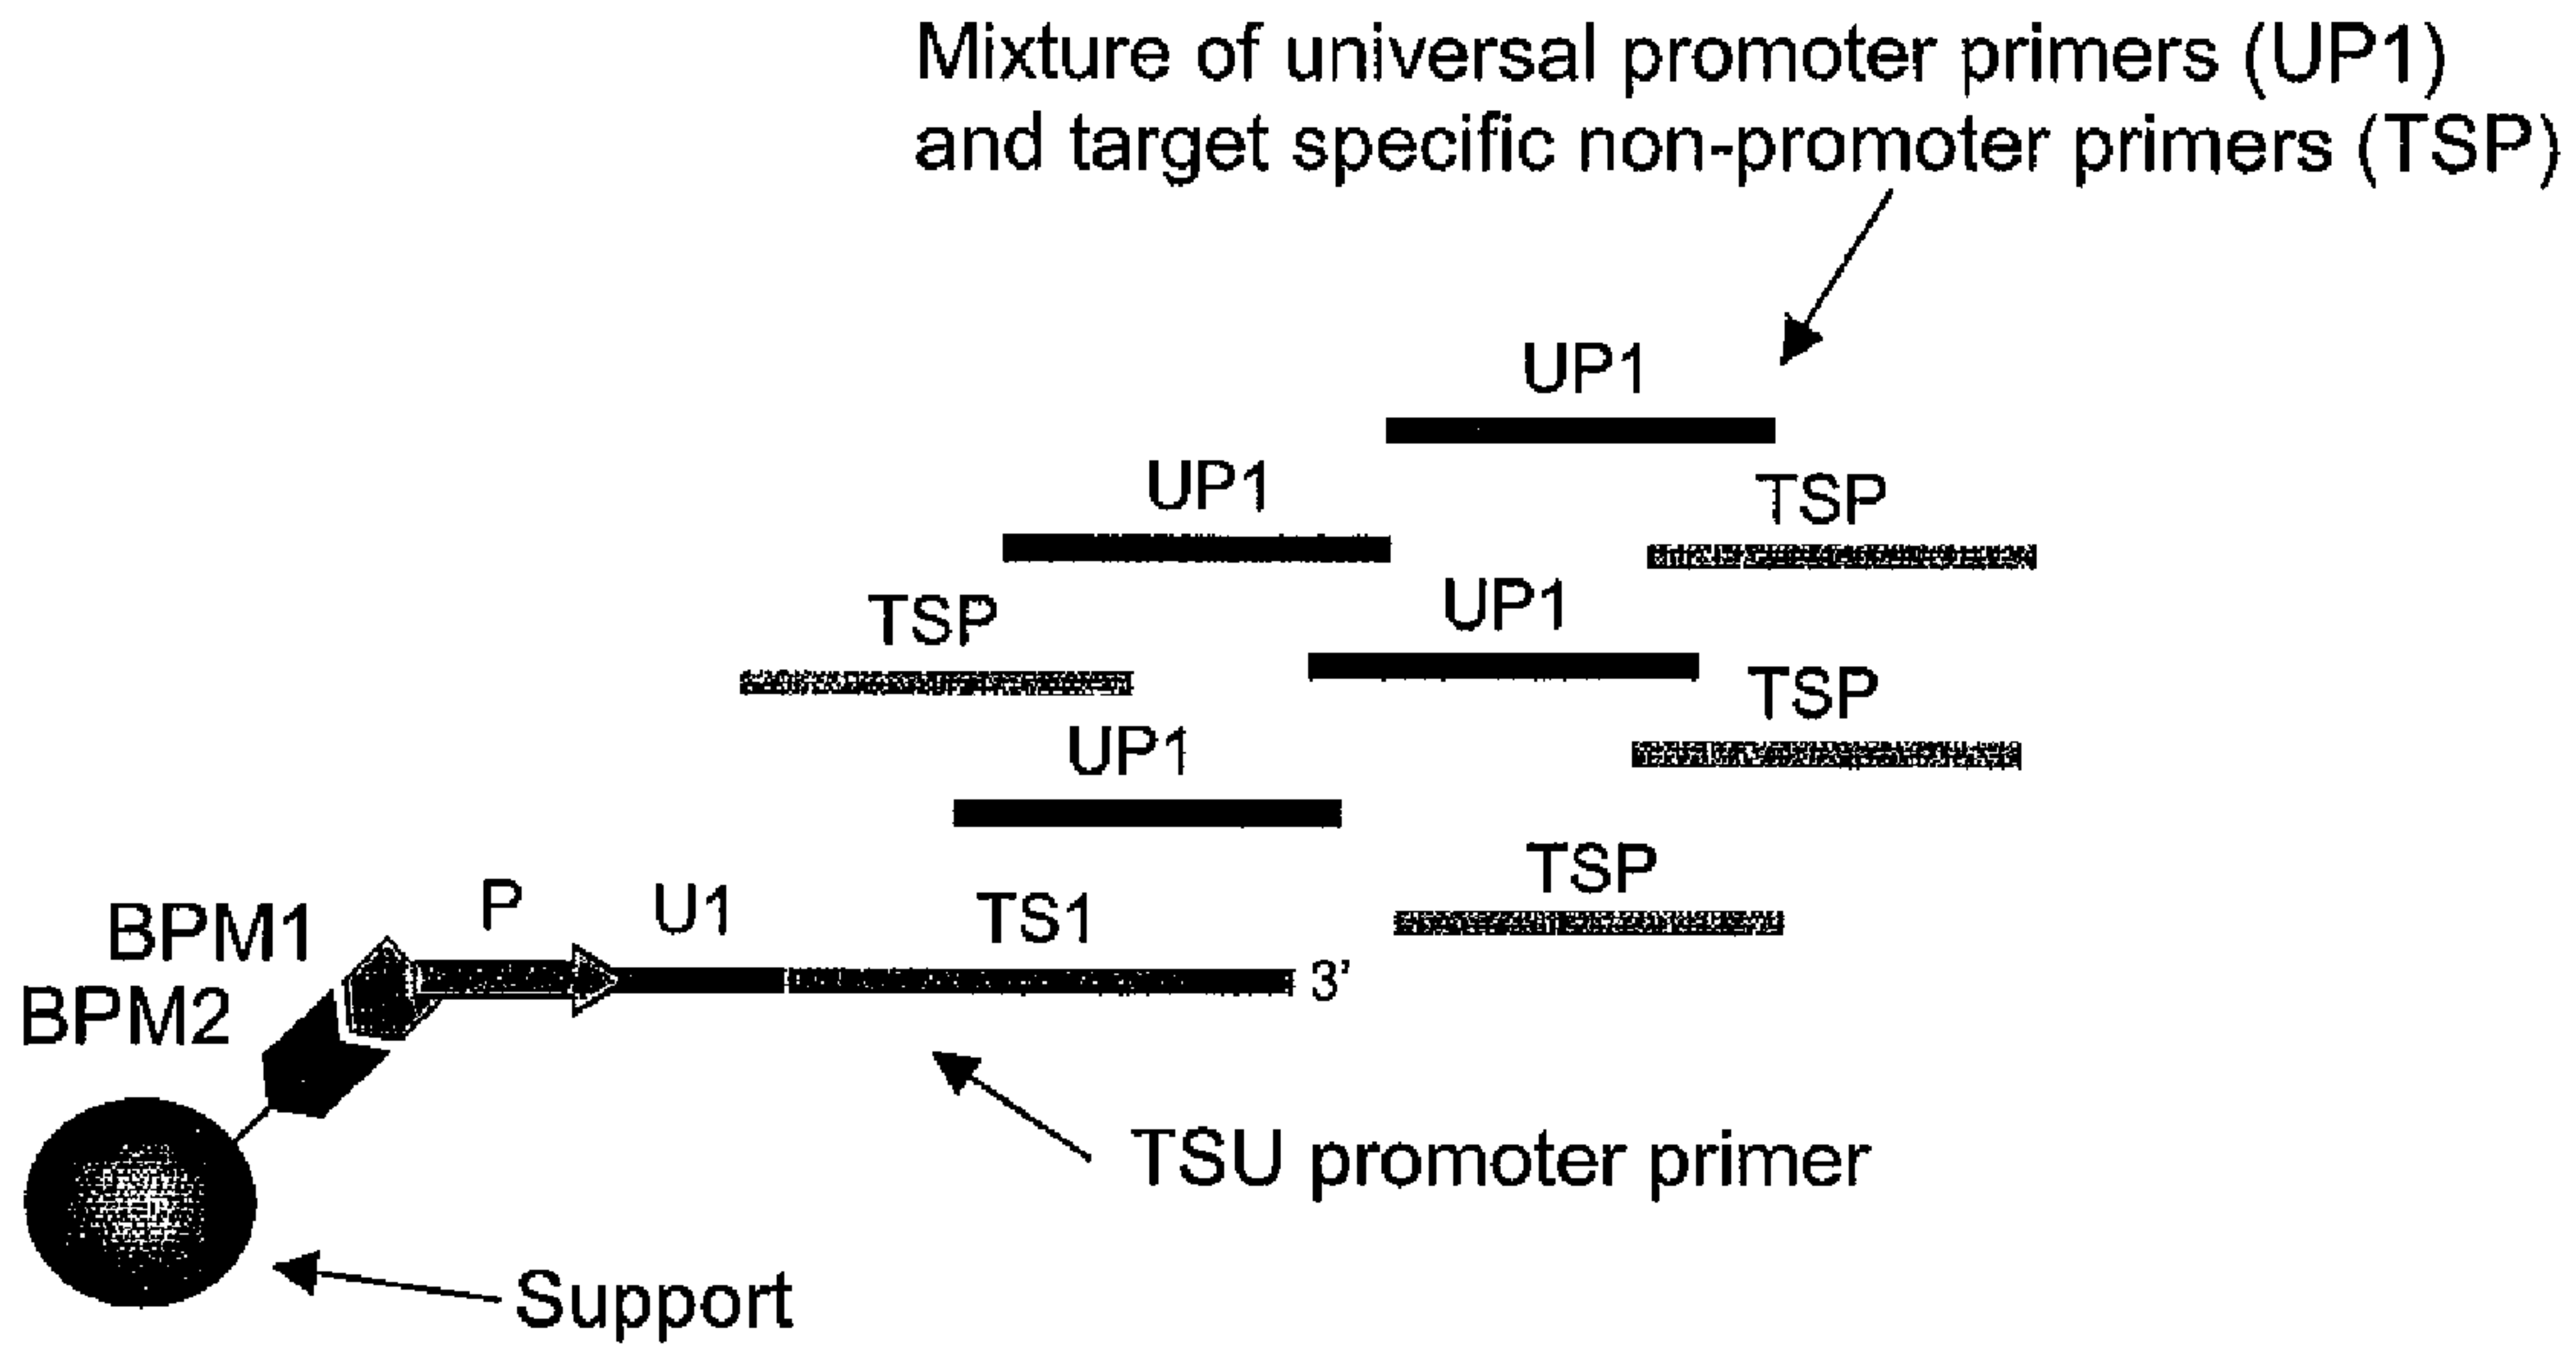 Mixture of universal promoter primers (UP1)
and target specific non-promoter primers (TSP)
UP1
UP1
TSP
TSP
UP1
TSP
UP1
TSP
P
U1
TS1
BPM1
BPM2
3’
TSU promoter primer
Support